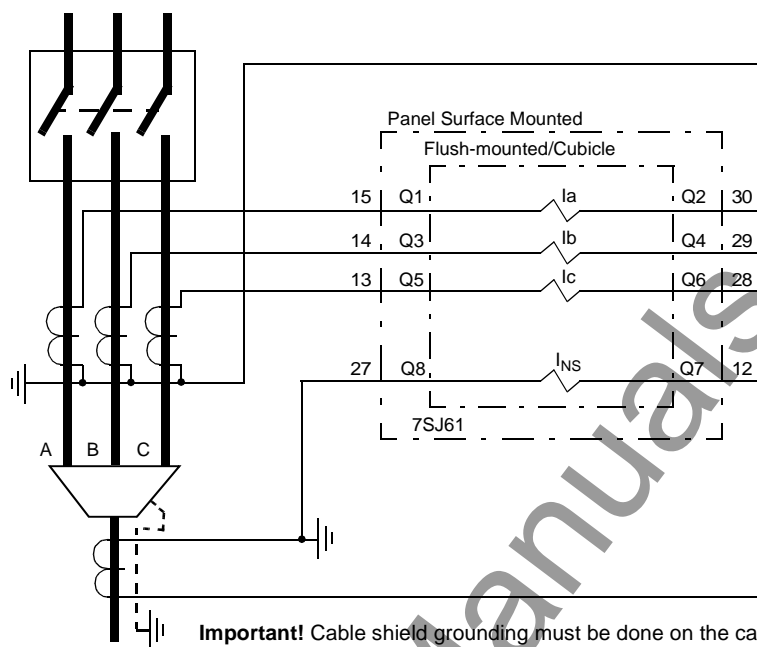 Panel Surface Mounted
Flush-mounted/Cubicle
15 Q1 Ia Q2 30
14 Q3 Ib Q4 29
13 Q5 Ic Q6 28
27 Q8 INS Q7 12
7SJ61
A B C
Important! Cable shield grounding must be done on the ca
Manuals